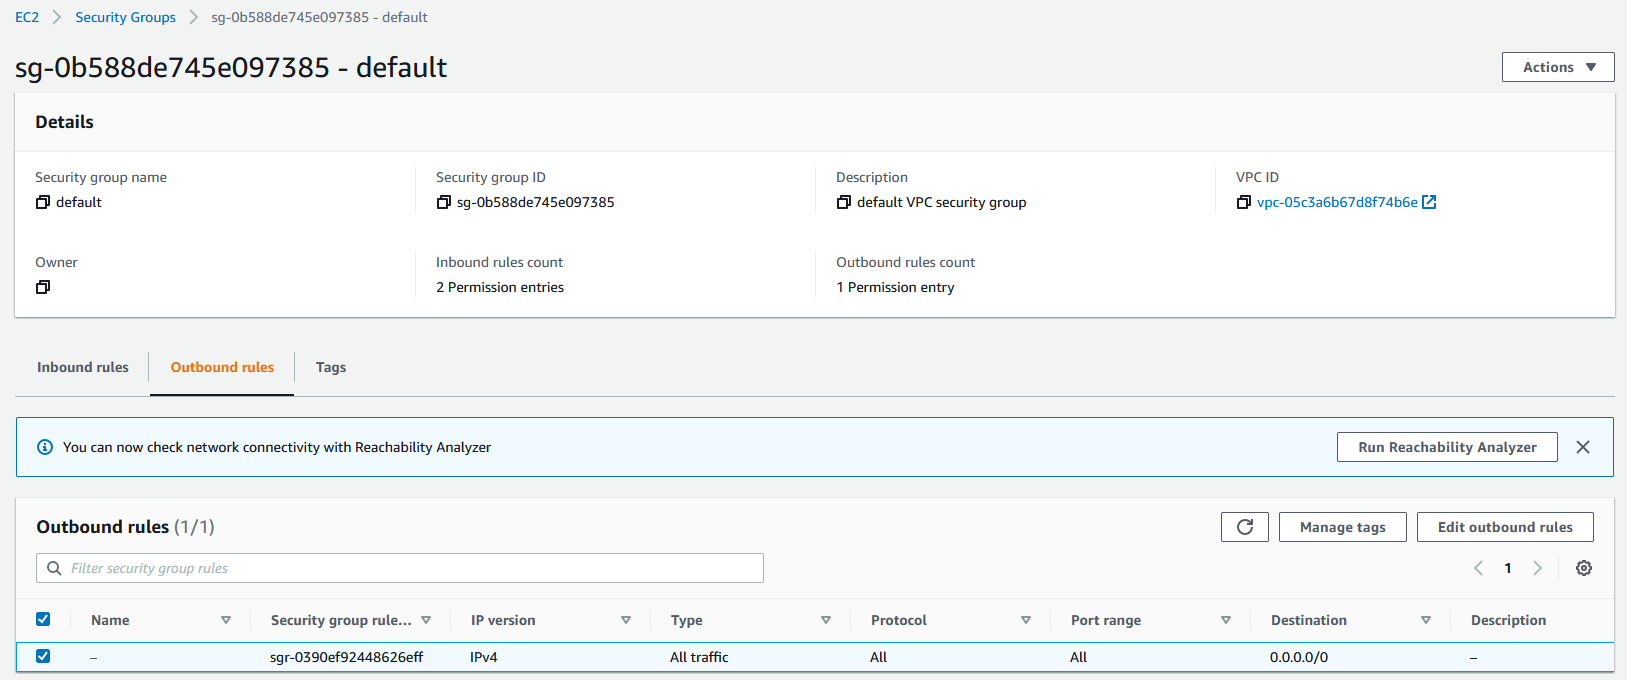 EC2 Security Groups sg-0b588de745e097385 - default
sg-0b588de745e097385 - default
Actions
Details
Security group name Security group ID Description VPC ID
default sg-0b588de745e097385 default VPC security group vpc-05c3a6b67d8f74b6e
Owner Inbound rules count Outbound rules count
2 Permission entries 1 Permission entry
Inbound rules Outbound rules Tags
You can now check network connectivity with Reachability Analyzer Run Reachability Analyzer
Outbound rules (1/1) Manage tags Edit outbound rules
Filter security group rules 1
Name Security group rule... IP version Type Protocol Port range Destination Description
– sgr-0390ef92448626eff IPv4 All traffic All All 0.0.0.0/0 –